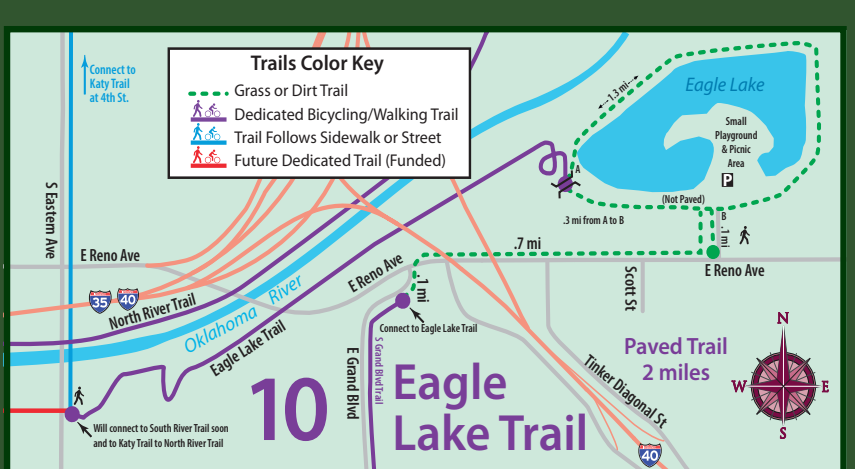 Trails Color Key
Grass or Dirt Trail
Dedicated Bicycling/Walking Trail
Trail Follows Sidewalk or Street
Future Dedicated Trail (Funded)
Connect to
Katy Trail
at 4th St.
1.3 mi
Eagle Lake
Small
Playground
& Picnic
Area
P
A
(Not Paved)
.3 mi from A to B
B
.1 mi
S Eastern Ave
E Reno Ave
E Reno Ave
.7 mi
E Reno Ave
Scott St
.1 mi
35
40
North River Trail
Oklahoma River
Eagle Lake Trail
Connect to Eagle Lake Trail
S Grand Blvd Trail
E Grand Blvd
Tinker Diagonal St
Paved Trail
2 miles
N
W
E
S
10
Eagle
Lake Trail
Will connect to South River Trail soon
and to Katy Trail to North River Trail
40